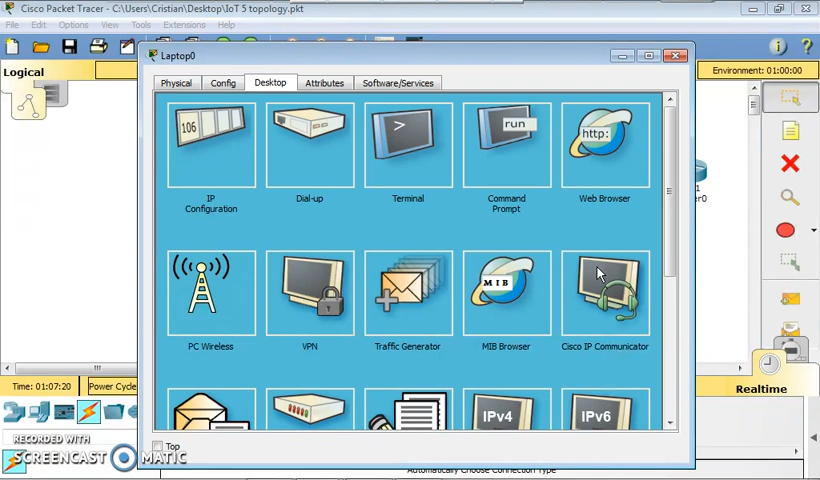 Cisco Packet Tracer - C:\Users\Cristian\Desktop\IoT 5 topology.pkt
File Edit Options View Tools Extensions Help
Logical
Laptop0
Environment: 01:00:00
Physical Config Desktop Attributes Software/Services
106
>
run
http:
IP Configuration
Dial-up
Terminal
Command Prompt
Web Browser
MIB
PC Wireless
VPN
Traffic Generator
MIB Browser
Cisco IP Communicator
IPv4
IPv6
Time: 01:07:20
Power Cycle
Realtime
Top
RECORDED WITH
SCREENCAST MATIC
Automatically Choose Connection Type